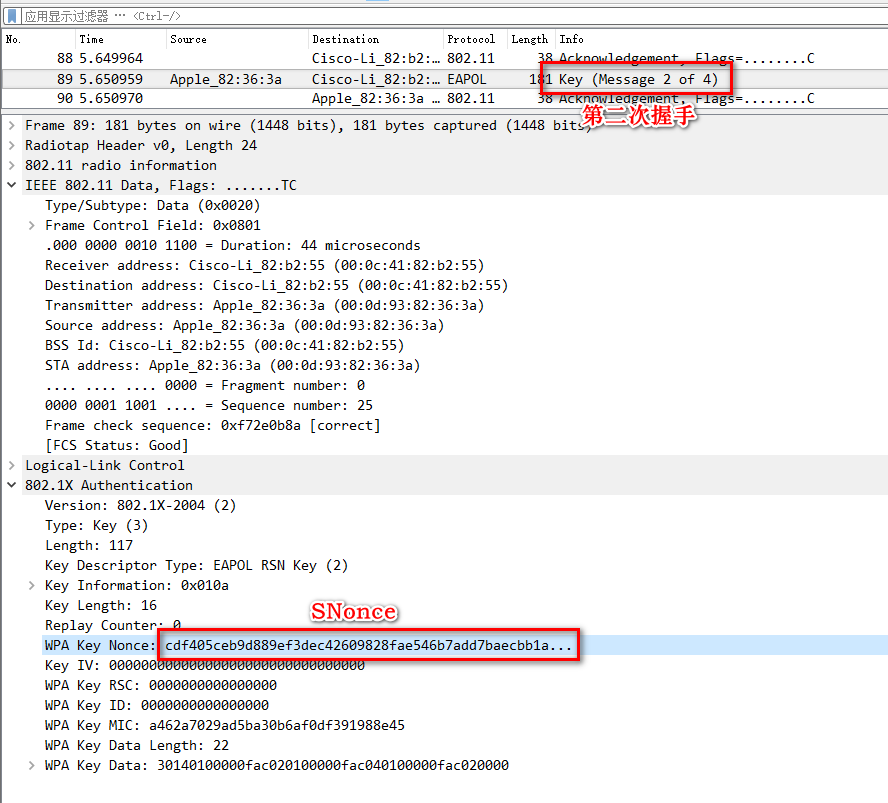 应用显示过滤器 … <Ctrl-/>
No. Time Source Destination Protocol Length Info
88 5.649964 Cisco-Li_82:b2:… 802.11 38 Acknowledgement, Flags=........C
89 5.650959 Apple_82:36:3a Cisco-Li_82:b2:… EAPOL 181 Key (Message 2 of 4)
90 5.650970 Apple_82:36:3a … 802.11 38 Acknowledgement, Flags=........C
第二次握手
Frame 89: 181 bytes on wire (1448 bits), 181 bytes captured (1448 bits)
Radiotap Header v0, Length 24
802.11 radio information
IEEE 802.11 Data, Flags: .......TC
Type/Subtype: Data (0x0020)
Frame Control Field: 0x0801
.000 0000 0010 1100 = Duration: 44 microseconds
Receiver address: Cisco-Li_82:b2:55 (00:0c:41:82:b2:55)
Destination address: Cisco-Li_82:b2:55 (00:0c:41:82:b2:55)
Transmitter address: Apple_82:36:3a (00:0d:93:82:36:3a)
Source address: Apple_82:36:3a (00:0d:93:82:36:3a)
BSS Id: Cisco-Li_82:b2:55 (00:0c:41:82:b2:55)
STA address: Apple_82:36:3a (00:0d:93:82:36:3a)
.... .... .... 0000 = Fragment number: 0
0000 0001 1001 .... = Sequence number: 25
Frame check sequence: 0xf72e0b8a [correct]
[FCS Status: Good]
Logical-Link Control
802.1X Authentication
Version: 802.1X-2004 (2)
Type: Key (3)
Length: 117
Key Descriptor Type: EAPOL RSN Key (2)
Key Information: 0x010a
Key Length: 16
SNonce
Replay Counter: 0
WPA Key Nonce: cdf405ceb9d889ef3dec42609828fae546b7add7baecbb1a...
Key IV: 00000000000000000000000000000000
WPA Key RSC: 0000000000000000
WPA Key ID: 0000000000000000
WPA Key MIC: a462a7029ad5ba30b6af0df391988e45
WPA Key Data Length: 22
WPA Key Data: 30140100000fac020100000fac040100000fac020000